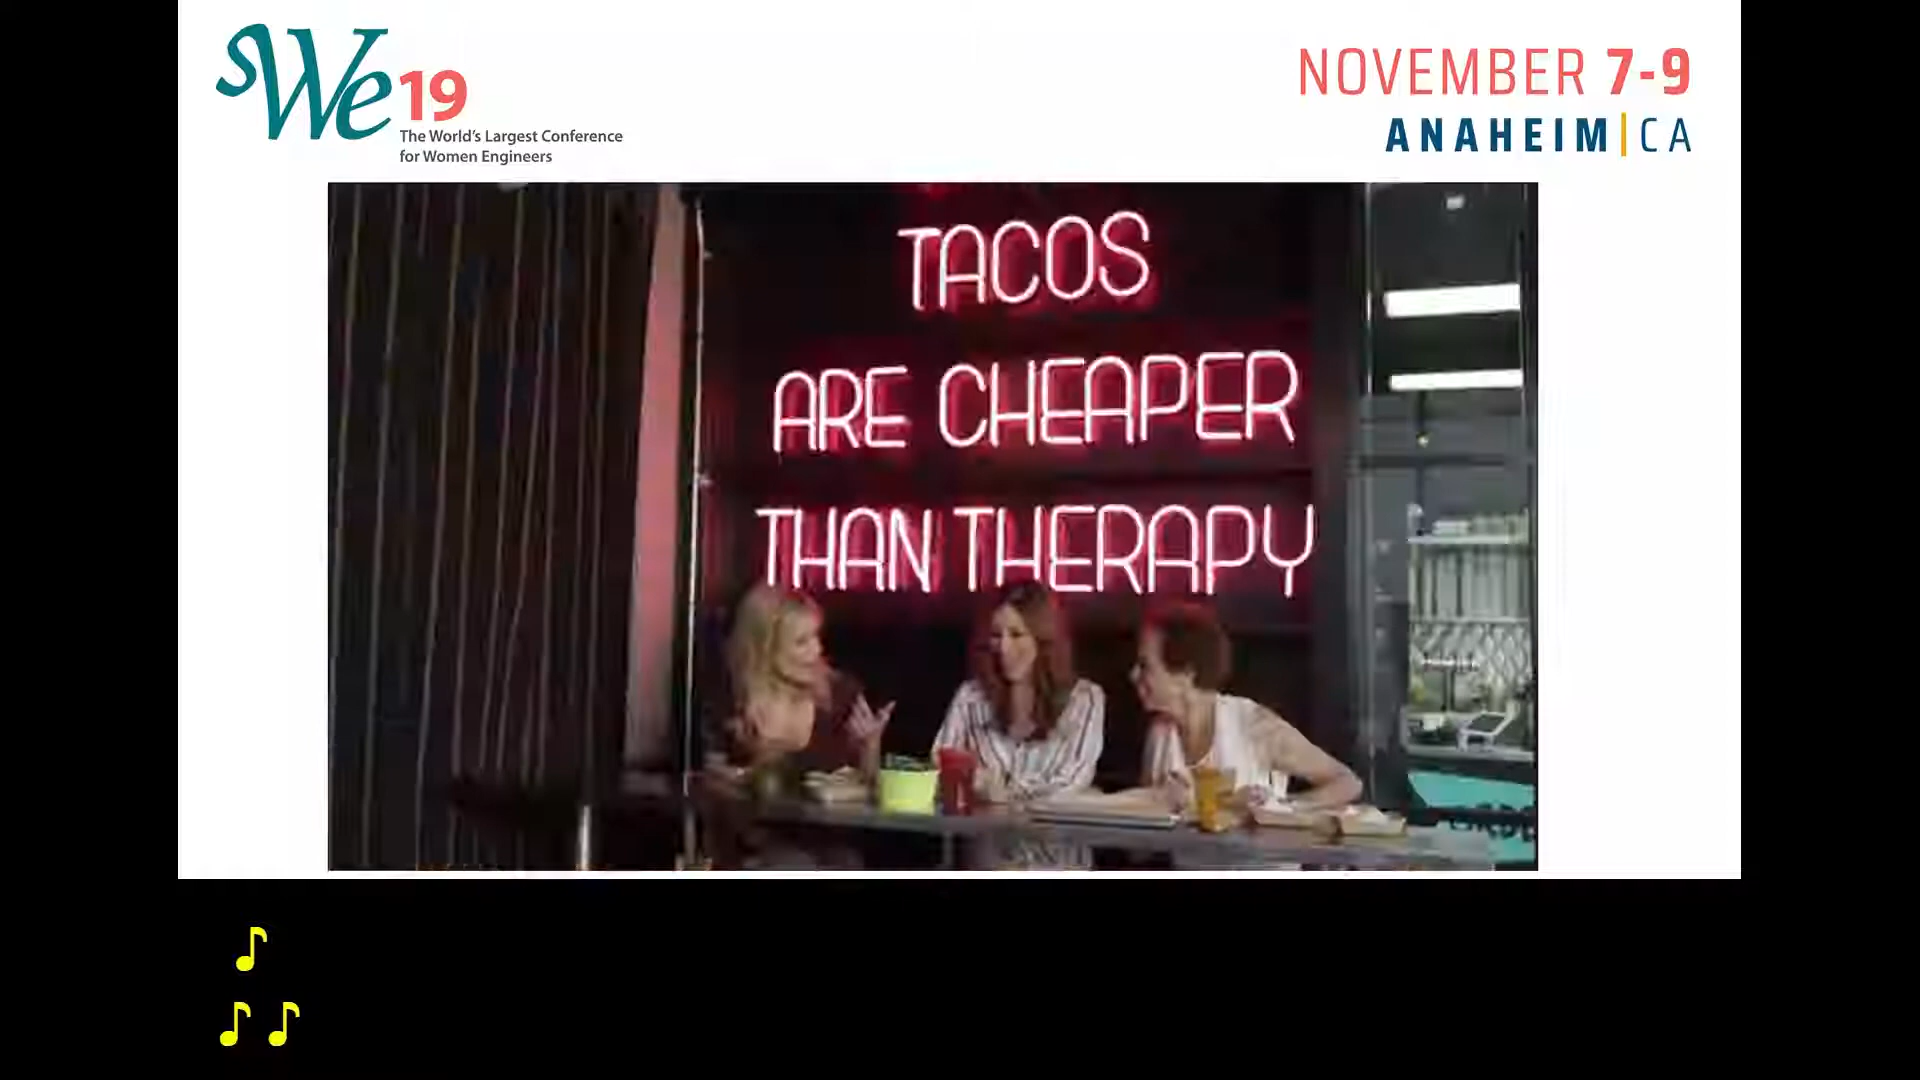 sWe19
The World's Largest Conference
for Women Engineers
NOVEMBER 7-9
ANAHEIM|CA
TACOS
ARE CHEAPER
THAN THERAPY
♪
♪ ♪